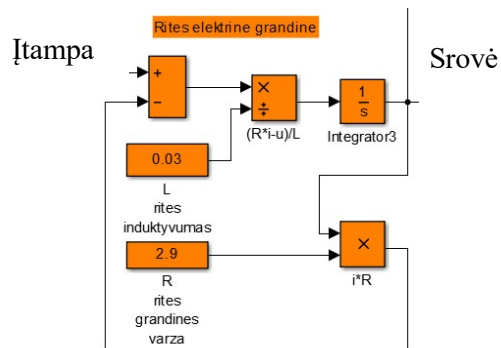 Rites elektrine grandine
Įtampa
Srovė
+
−
×
÷
(R*i-u)/L
1
s
Integrator3
0.03
L
rites
induktyvumas
2.9
R
rites
grandines
varza
×
i*R